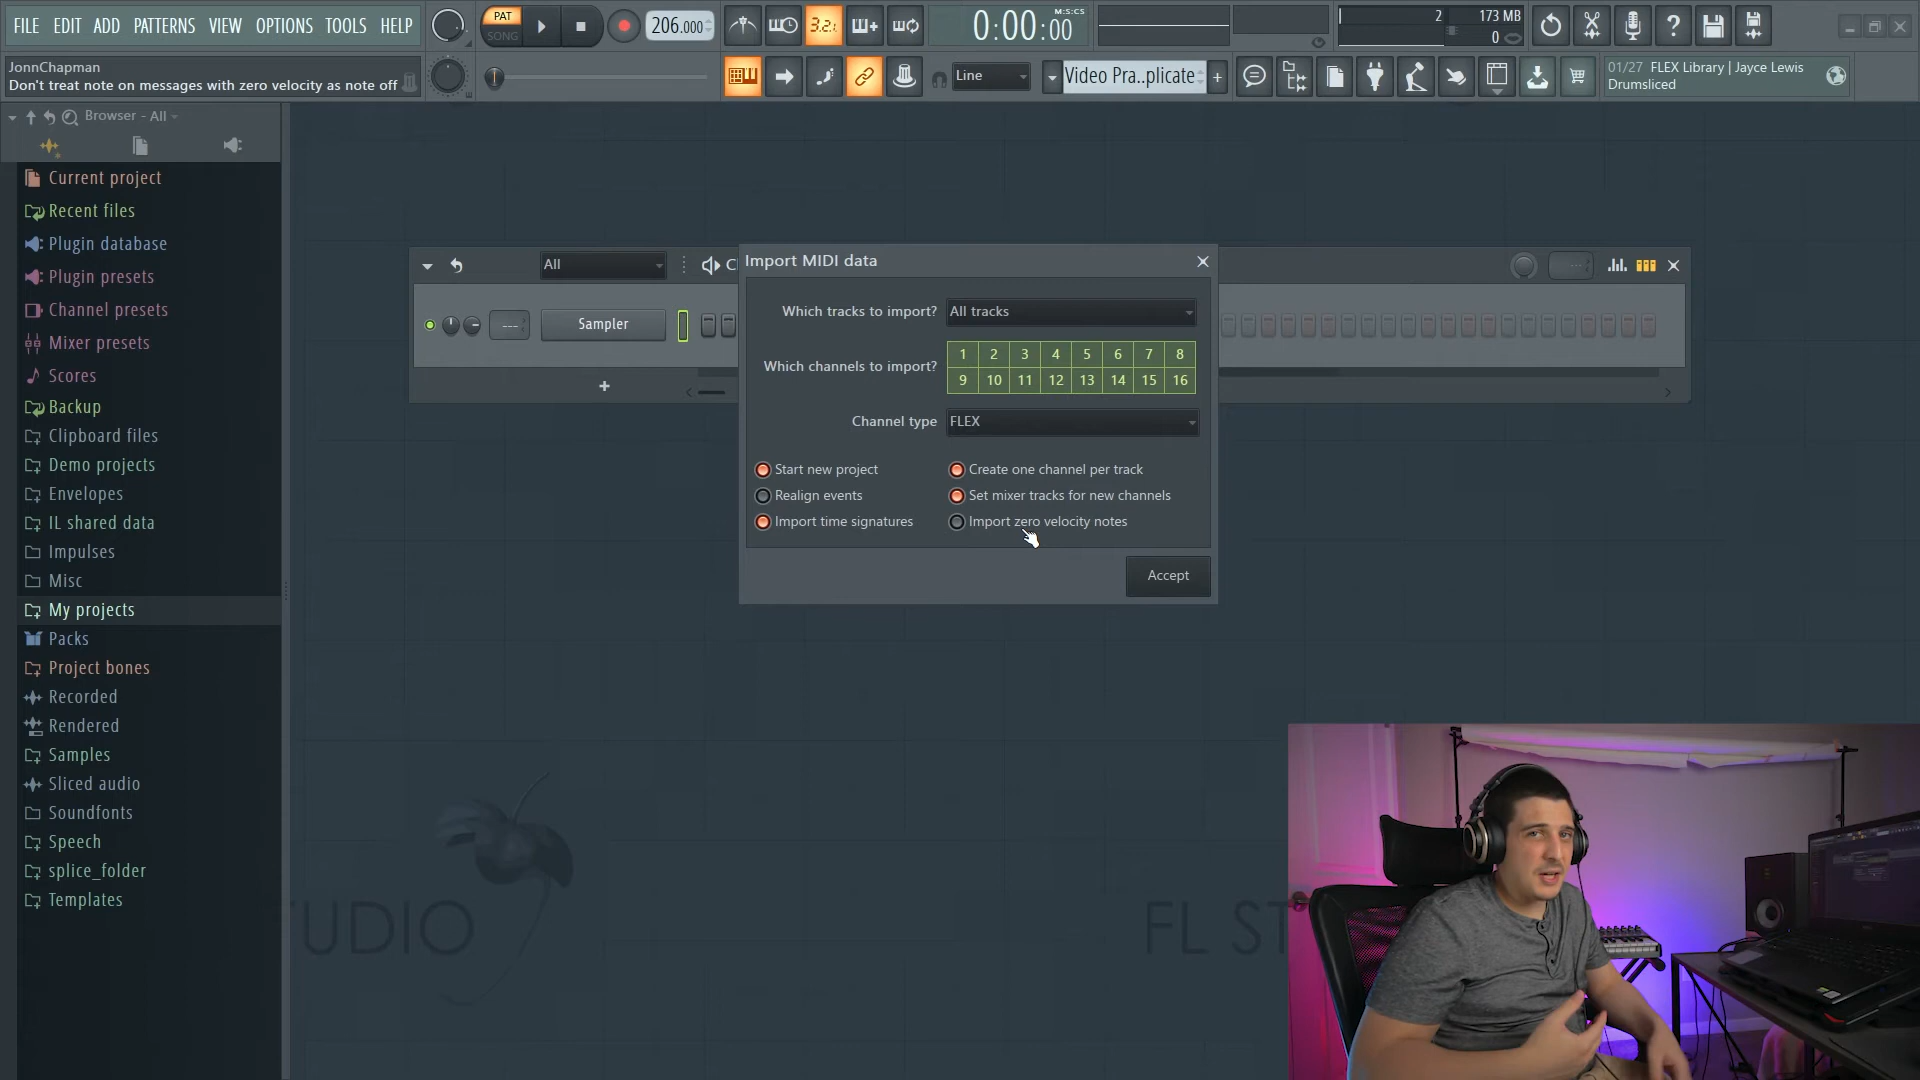 FILE EDIT ADD PATTERNS VIEW OPTIONS TOOLS HELP
PAT
SONG
206.000
3.2.
0:00:00
M:S:CS
2
173 MB
0
JonnChapman
Don't treat note on messages with zero velocity as note off
Line
Video Pra..plicate
+
01/27 FLEX Library | Jayce Lewis
Drumsliced
Browser - All
Current project
Recent files
Plugin database
Plugin presets
Channel presets
Mixer presets
Scores
Backup
Clipboard files
Demo projects
Envelopes
IL shared data
Impulses
Misc
My projects
Packs
Project bones
Recorded
Rendered
Samples
Sliced audio
Soundfonts
Speech
splice_folder
Templates
All
C
---
Sampler
+
Import MIDI data
Which tracks to import? All tracks
Which channels to import?
1 2 3 4 5 6 7 8
9 10 11 12 13 14 15 16
Channel type FLEX
Start new project
Create one channel per track
Realign events
Set mixer tracks for new channels
Import time signatures
Import zero velocity notes
Accept
UDIO
FL ST